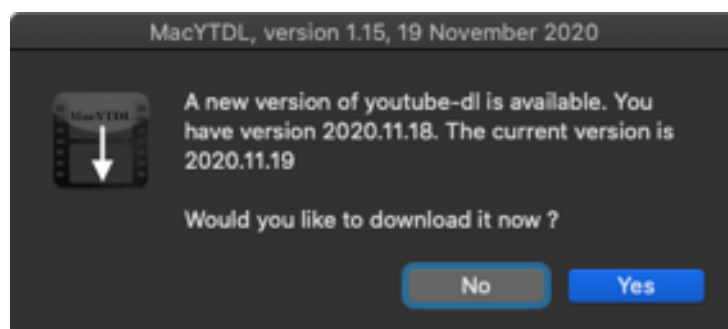 MacYTDL, version 1.15, 19 November 2020
MacYTDL
A new version of youtube-dl is available. You
have version 2020.11.18. The current version is
2020.11.19
Would you like to download it now ?
No
Yes